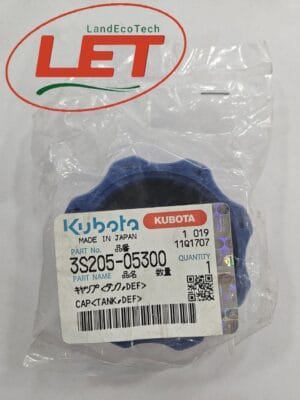 LandEcoTech
LET
Kubota KUBOTA
MADE IN JAPAN 1 019
PART No. 品番 11Q1707
3S205-05300
PART NAME 品名 数量 QUANTITY
キャップ<タンク,DEF> 1
CAP<TANK,DEF>